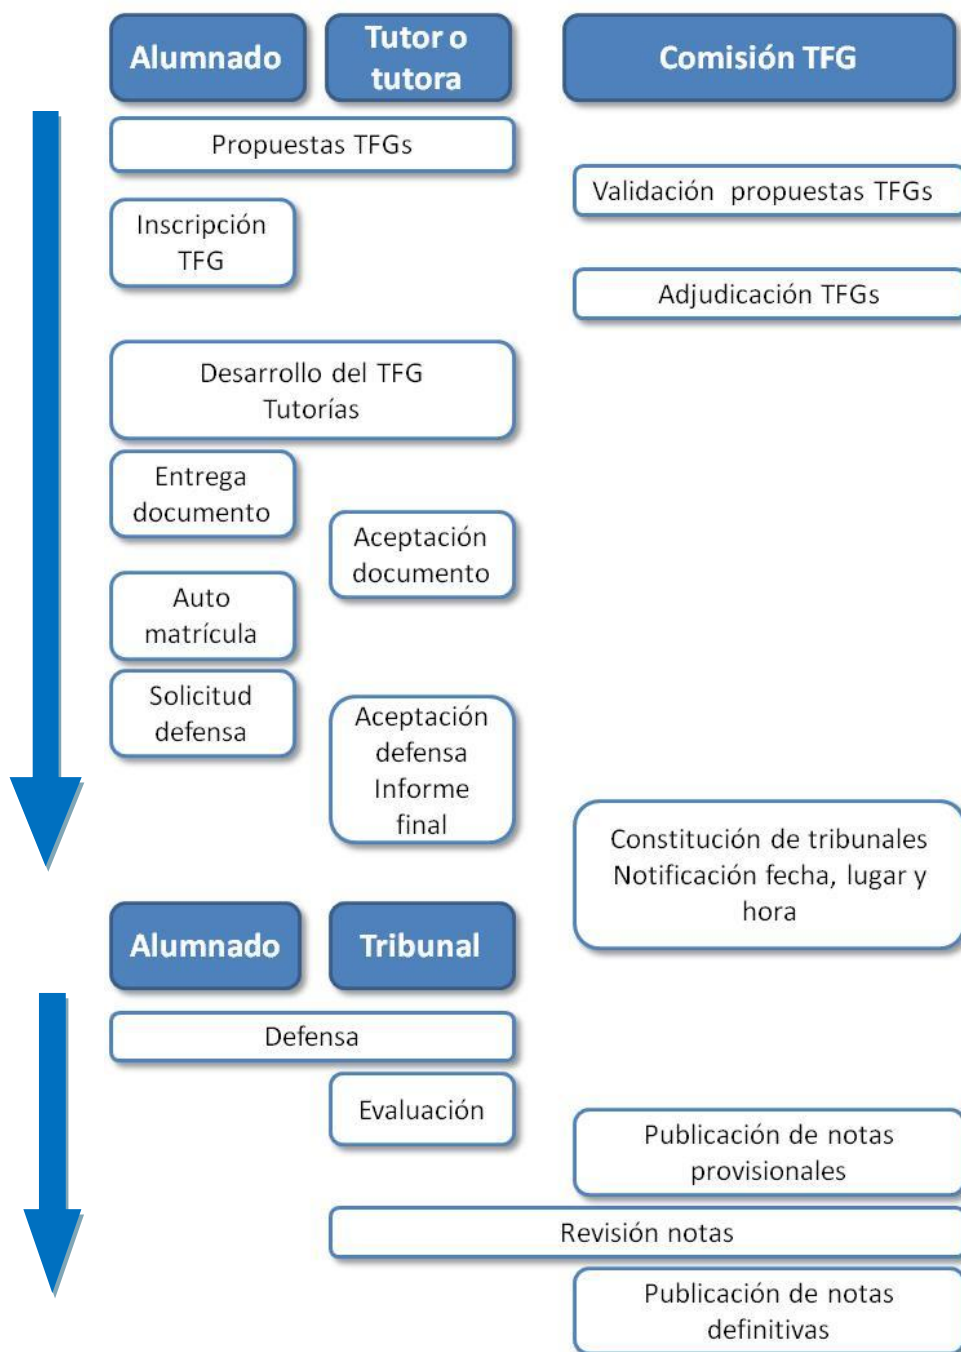 Alumnado
Tutor o
tutora
Comisión TFG
Propuestas TFGs
Validación propuestas TFGs
Inscripción
TFG
Adjudicación TFGs
Desarrollo del TFG
Tutorías
Entrega
documento
Aceptación
documento
Auto
matrícula
Solicitud
defensa
Aceptación
defensa
Informe
final
Constitución de tribunales
Notificación fecha, lugar y
hora
Alumnado
Tribunal
Defensa
Evaluación
Publicación de notas
provisionales
Revisión notas
Publicación de notas
definitivas